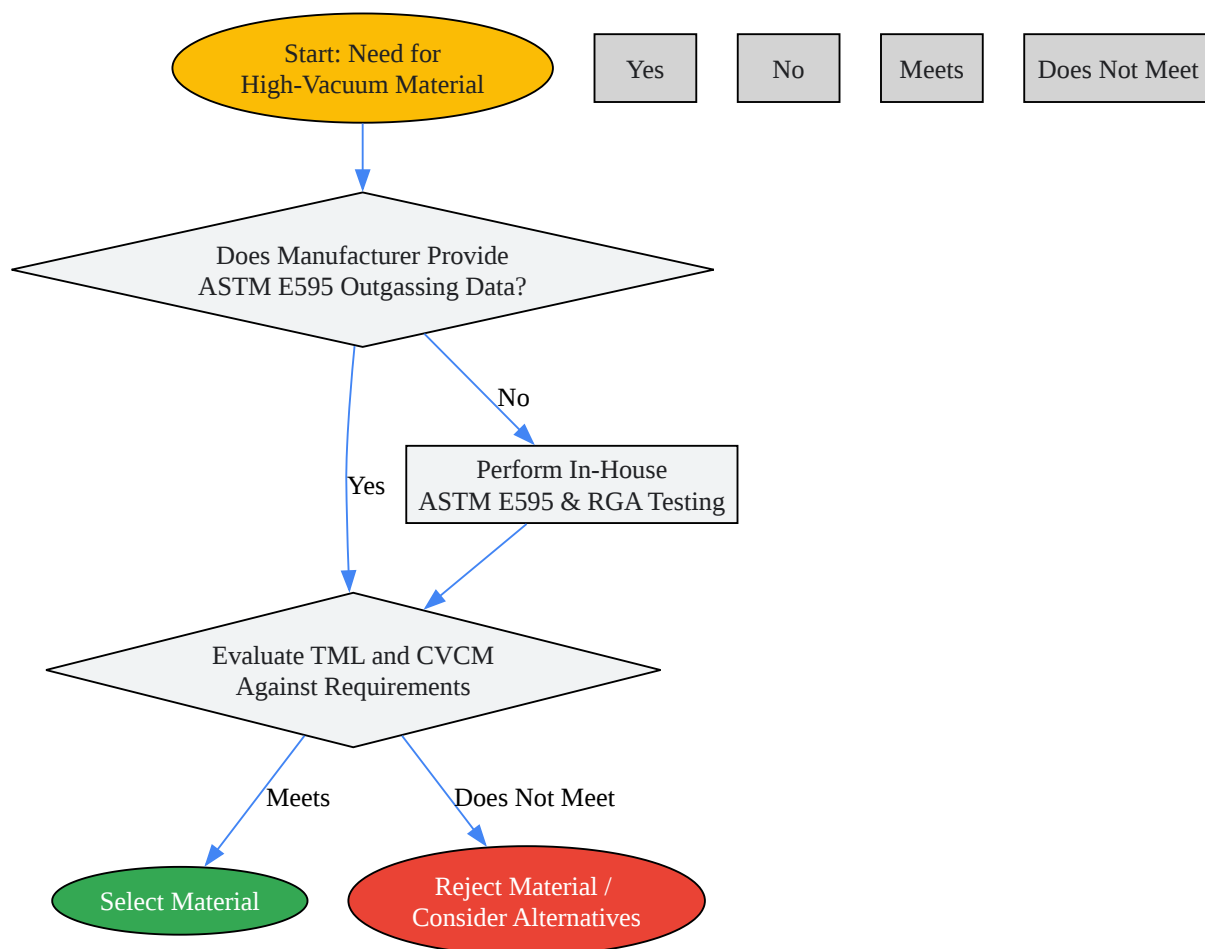 Start: Need for
High-Vacuum Material
Yes
No
Meets
Does Not Meet
Does Manufacturer Provide
ASTM E595 Outgassing Data?
No
Perform In-House
ASTM E595 & RGA Testing
Yes
Evaluate TML and CVCM
Against Requirements
Meets
Does Not Meet
Select Material
Reject Material /
Consider Alternatives